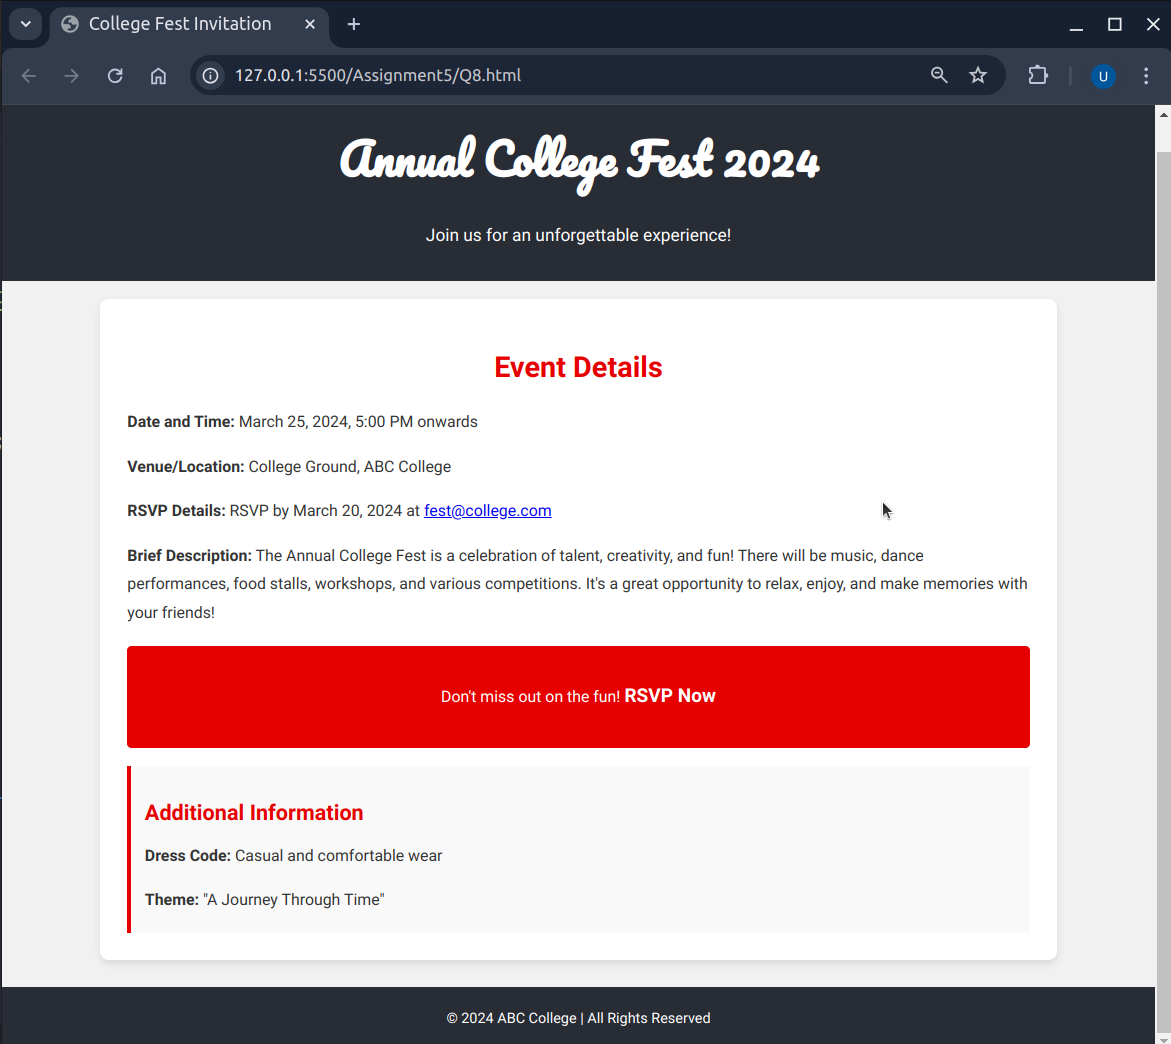 College Fest Invitation
127.0.0.1:5500/Assignment5/Q8.html
U
Annual College Fest 2024
Join us for an unforgettable experience!
Event Details
Date and Time: March 25, 2024, 5:00 PM onwards
Venue/Location: College Ground, ABC College
RSVP Details: RSVP by March 20, 2024 at fest@college.com
Brief Description: The Annual College Fest is a celebration of talent, creativity, and fun! There will be music, dance
performances, food stalls, workshops, and various competitions. It's a great opportunity to relax, enjoy, and make memories with
your friends!
Don't miss out on the fun! RSVP Now
Additional Information
Dress Code: Casual and comfortable wear
Theme: "A Journey Through Time"
© 2024 ABC College | All Rights Reserved